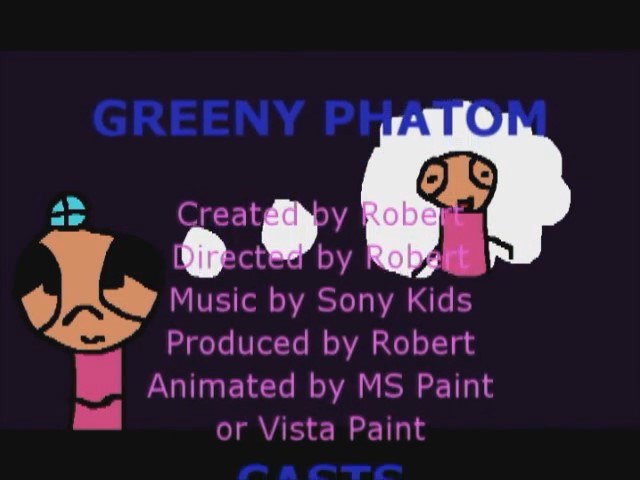 GREENY PHATOM
Created by Robert
Directed by Robert
Music by Sony Kids
Produced by Robert
Animated by MS Paint
or Vista Paint
CASTS